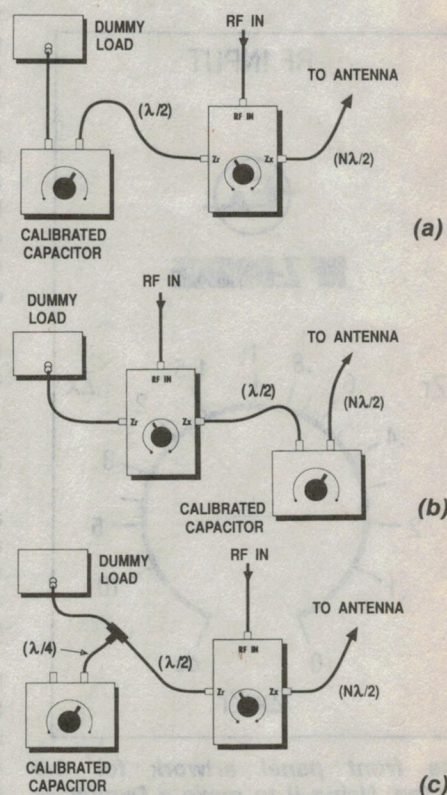 DUMMY
LOAD
RF IN
TO ANTENNA
(λ/2)
RF IN
Zr
Zx
(Nλ/2)
CALIBRATED
CAPACITOR
(a)
RF IN
DUMMY
LOAD
TO ANTENNA
RF IN
(λ/2)
(Nλ/2)
Zr
Zx
CALIBRATED
CAPACITOR
(b)
DUMMY
LOAD
RF IN
TO ANTENNA
(λ/4)
(λ/2)
RF IN
Zr
Zx
(Nλ/2)
CALIBRATED
CAPACITOR
(c)